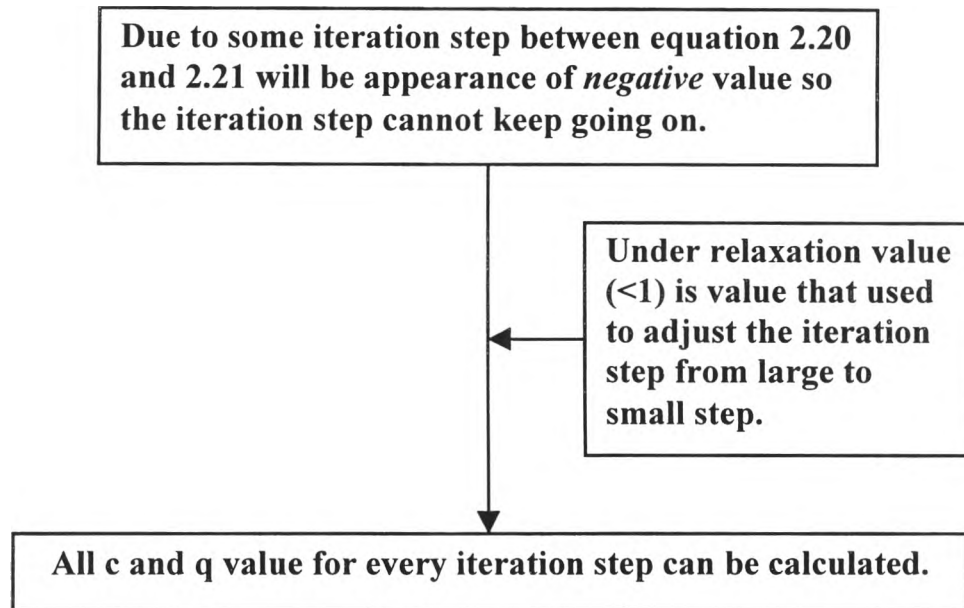 Due to some iteration step between equation 2.20
and 2.21 will be appearance of negative value so
the iteration step cannot keep going on.
Under relaxation value
(<1) is value that used
to adjust the iteration
step from large to
small step.
All c and q value for every iteration step can be calculated.